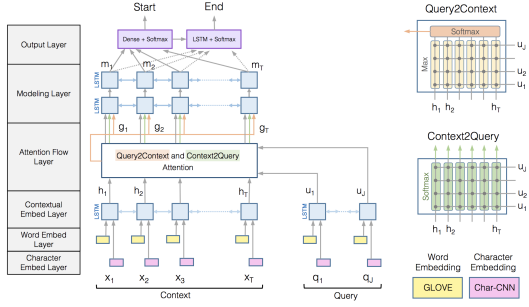 Start End
Output Layer
Dense + Softmax LSTM + Softmax
m1 m2 mT
Modeling Layer
LSTM
LSTM
g1 g2 gT
Attention Flow
Layer
Query2Context and Context2Query
Attention
h1 h2 hT u1 uJ
Contextual
Embed Layer
LSTM LSTM
Word Embed
Layer
Character
Embed Layer
x1 x2 x3 xT q1 qJ
Context Query
Query2Context
Softmax
Max
uJ
u2
u1
h1 h2 hT
Context2Query
Softmax
uJ
u2
u1
h1 h2 hT
Word
Embedding
Character
Embedding
GLOVE Char-CNN